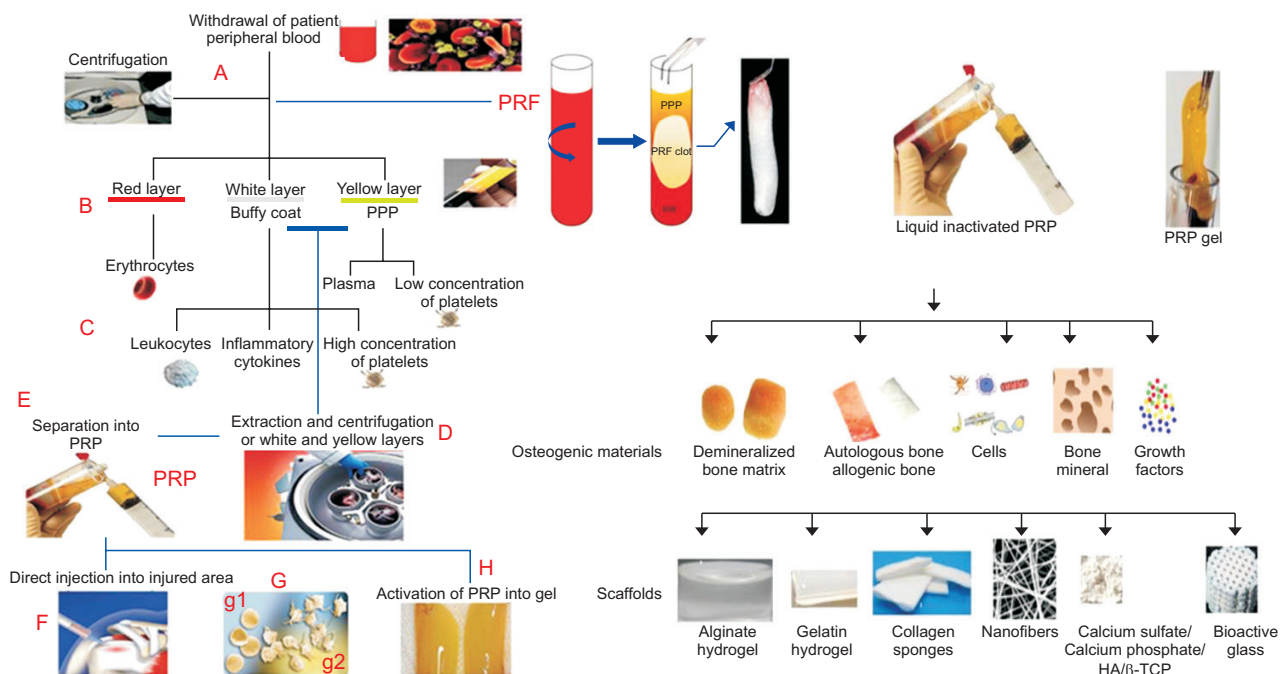 Withdrawal of patient
peripheral blood
Centrifugation
A
PRF
PPP
PRF clot
Liquid inactivated PRP
PRP gel
B
Red layer
White layer
Yellow layer
Buffy coat
PPP
Erythrocytes
Plasma
Low concentration
of platelets
C
Leukocytes
Inflammatory
cytokines
High concentration
of platelets
E
Separation into
PRP
Extraction and centrifugation
or white and yellow layers
D
PRP
Osteogenic materials
Demineralized
bone matrix
Autologous bone
allogenic bone
Cells
Bone
mineral
Growth
factors
Direct injection into injured area
F
G
g1
g2
H
Activation of PRP into gel
Scaffolds
Alginate
hydrogel
Gelatin
hydrogel
Collagen
sponges
Nanofibers
Calcium sulfate/
Calcium phosphate/
HA/β-TCP
Bioactive
glass